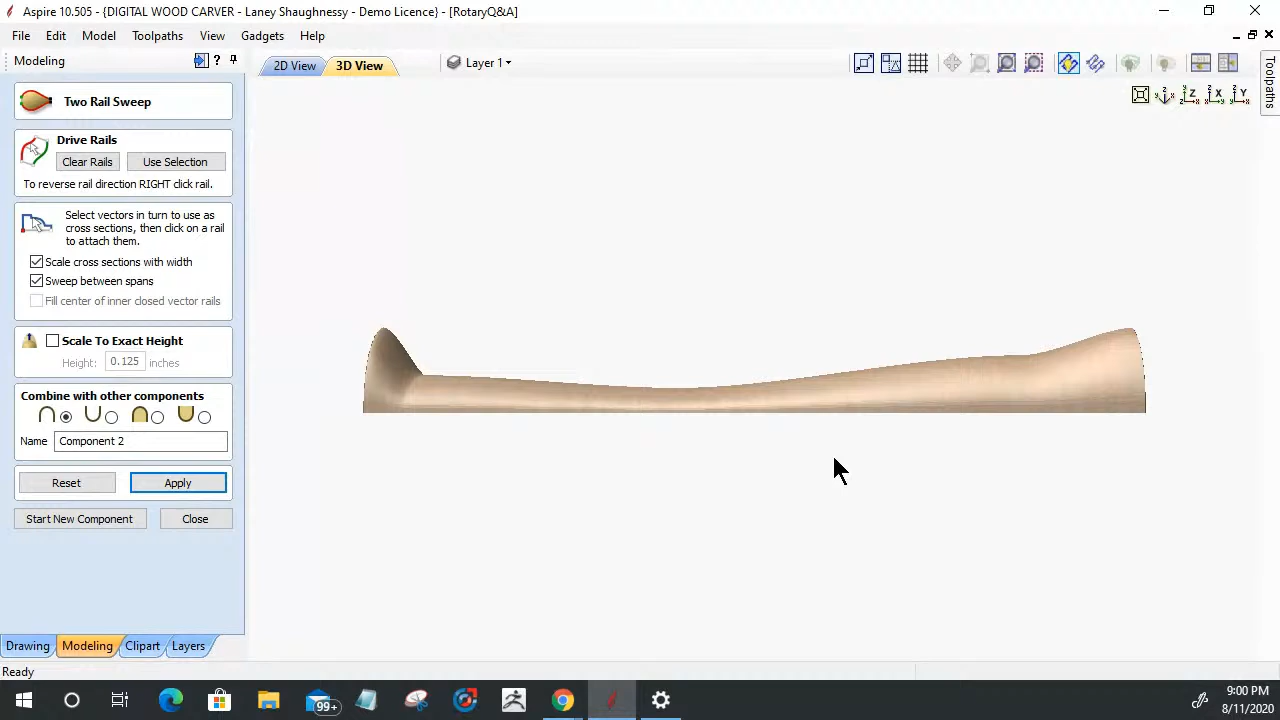 Aspire 10.505 - {DIGITAL WOOD CARVER - Laney Shaughnessy - Demo Licence} - [RotaryQ&A]
File Edit Model Toolpaths View Gadgets Help
Modeling
2D View 3D View Layer 1
Two Rail Sweep
Drive Rails
Clear Rails Use Selection
To reverse rail direction RIGHT click rail.
Select vectors in turn to use as
cross sections, then click on a rail
to attach them.
Scale cross sections with width
Sweep between spans
Fill center of inner closed vector rails
Scale To Exact Height
Height: 0.125 inches
Combine with other components
Name Component 2
Reset Apply
Start New Component Close
Drawing Modeling Clipart Layers
Ready
Toolpaths
Z X Y
99+
9:00 PM
8/11/2020